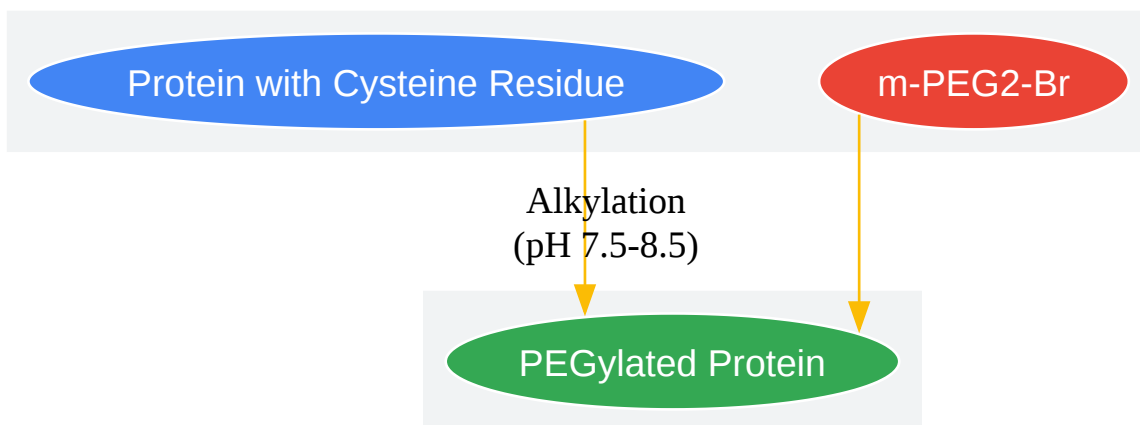 Protein with Cysteine Residue
m-PEG2-Br
Alkylation
(pH 7.5-8.5)
PEGylated Protein